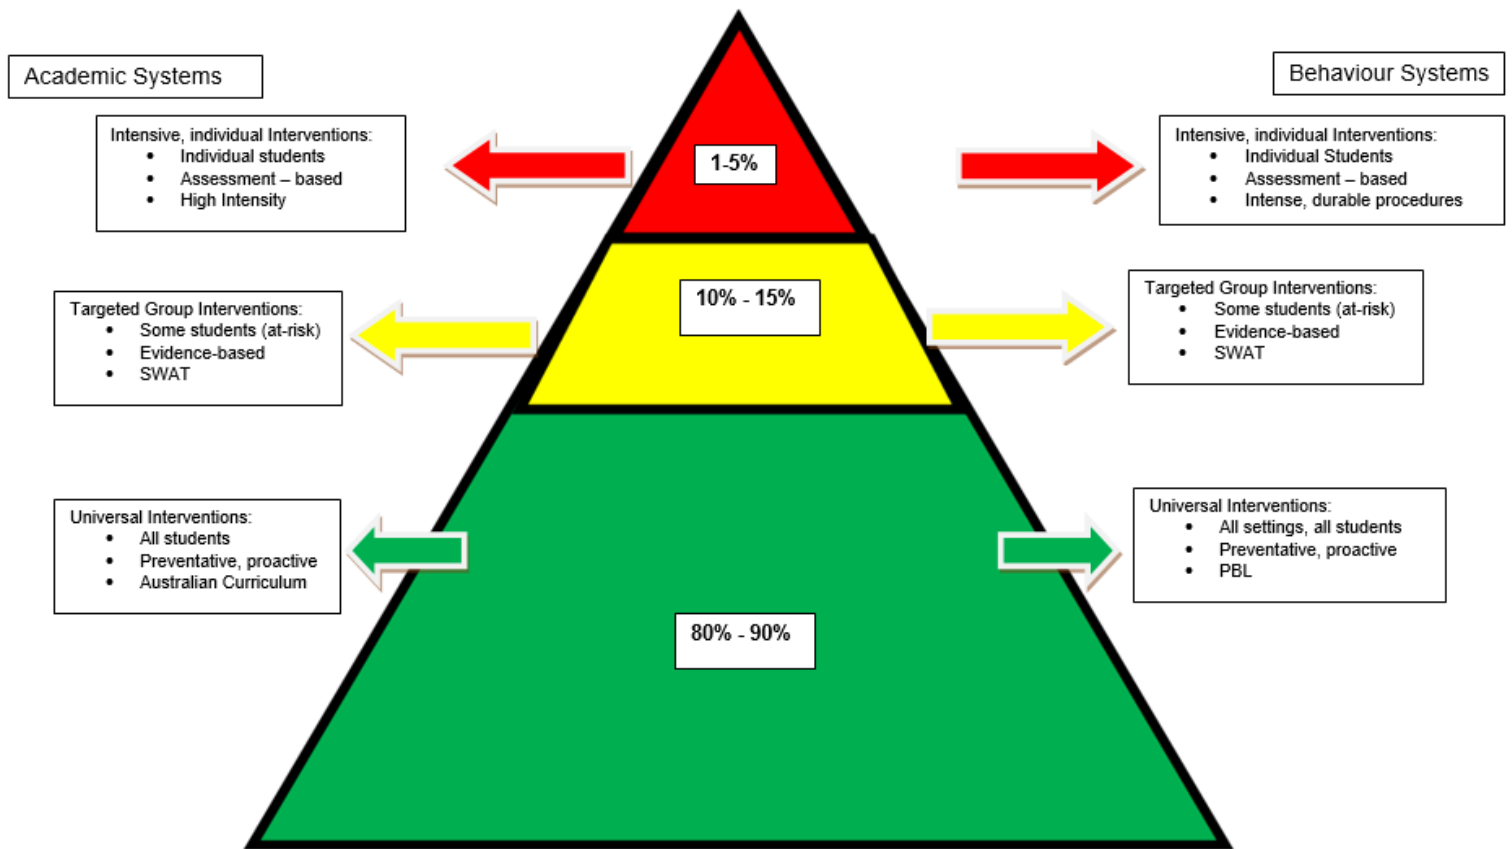 Academic Systems
Behaviour Systems
Intensive, individual Interventions:
• Individual students
• Assessment – based
• High Intensity
1-5%
Intensive, individual Interventions:
• Individual Students
• Assessment – based
• Intense, durable procedures
Targeted Group Interventions:
• Some students (at-risk)
• Evidence-based
• SWAT
10% - 15%
Targeted Group Interventions:
• Some students (at-risk)
• Evidence-based
• SWAT
Universal Interventions:
• All students
• Preventative, proactive
• Australian Curriculum
Universal Interventions:
• All settings, all students
• Preventative, proactive
• PBL
80% - 90%